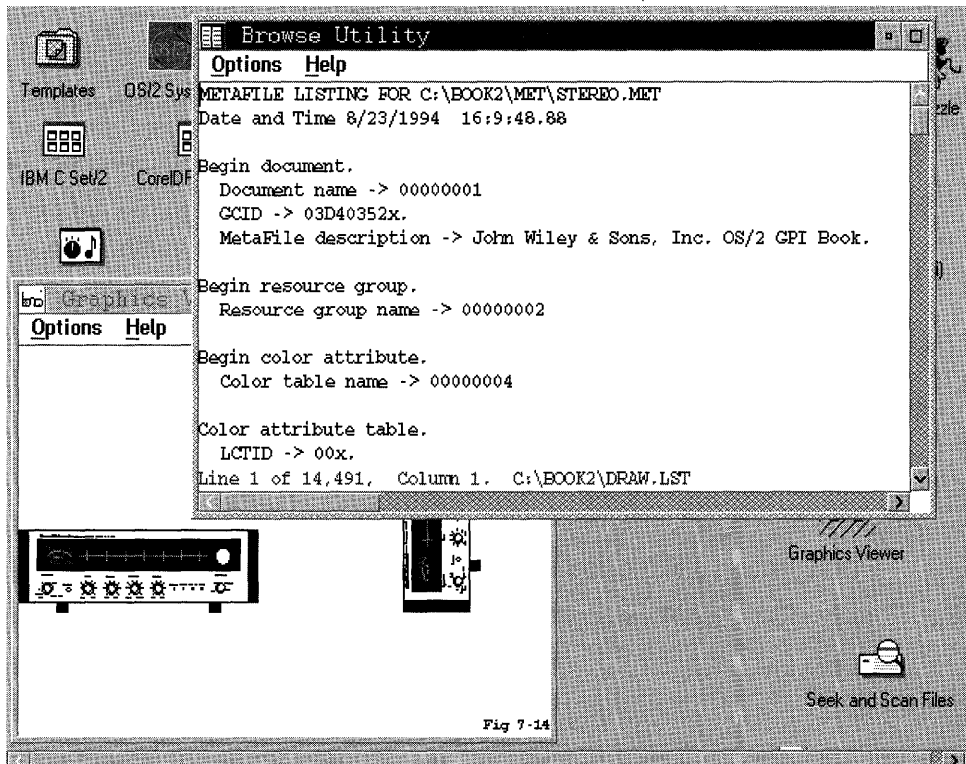 Templates
OS/2 Sys
IBM C Set/2
CorelDR
Browse Utility
Options Help
METAFILE LISTING FOR C:\BOOK2\MET\STEREO.MET
Date and Time 8/23/1994 16:9:48.88
Begin document.
Document name -> 00000001
GCID -> 03D40352x.
MetaFile description -> John Wiley & Sons, Inc. OS/2 GPI Book.
Begin resource group.
Resource group name -> 00000002
Begin color attribute.
Color table name -> 00000004
Color attribute table.
LCTID -> 00x.
Line 1 of 14,491, Column 1. C:\BOOK2\DRAW.LST
zzle
Graphics V
Options Help
Fig 7-14
Graphics Viewer
Seek and Scan Files